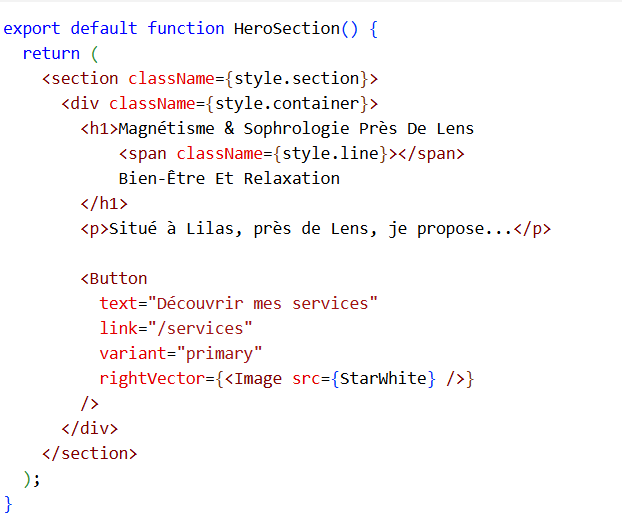 export default function HeroSection() {
  return (
    <section className={style.section}>
      <div className={style.container}>
        <h1>Magnétisme & Sophrologie Près De Lens
            <span className={style.line}></span>
            Bien-Être Et Relaxation
        </h1>
        <p>Situé à Lilas, près de Lens, je propose...</p>

        <Button
          text="Découvrir mes services"
          link="/services"
          variant="primary"
          rightVector={<Image src={StarWhite} />}
        />
      </div>
    </section>
  );
}